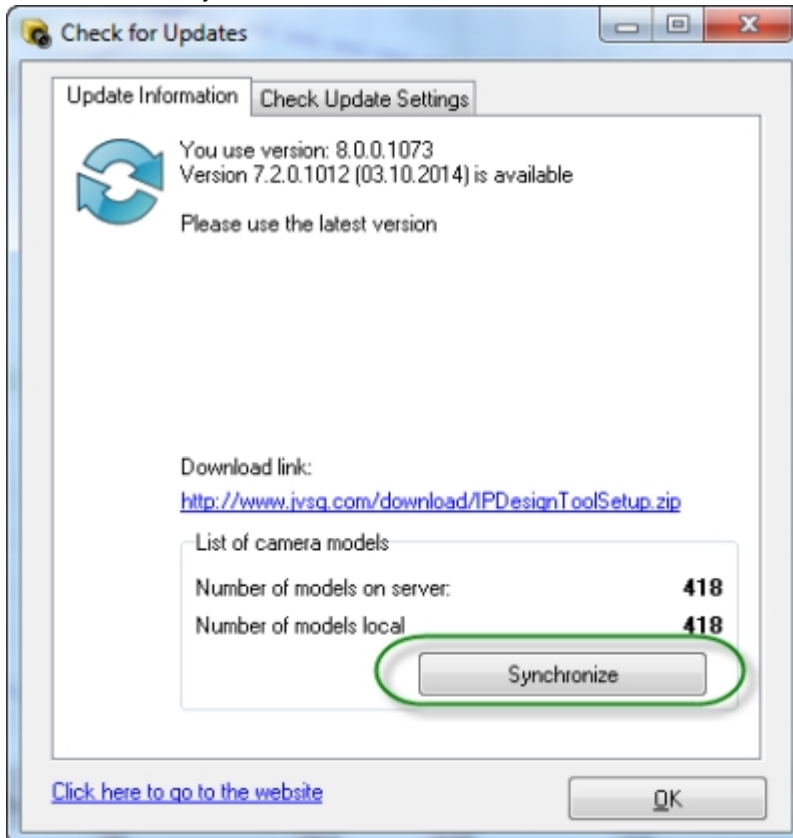 Check for Updates
Update Information
Check Update Settings
You use version: 8.0.0.1073
Version 7.2.0.1012 (03.10.2014) is available
Please use the latest version
Download link:
http://www.jvsg.com/download/IPDesignToolSetup.zip
List of camera models
Number of models on server: 418
Number of models local 418
Synchronize
Click here to go to the website
OK